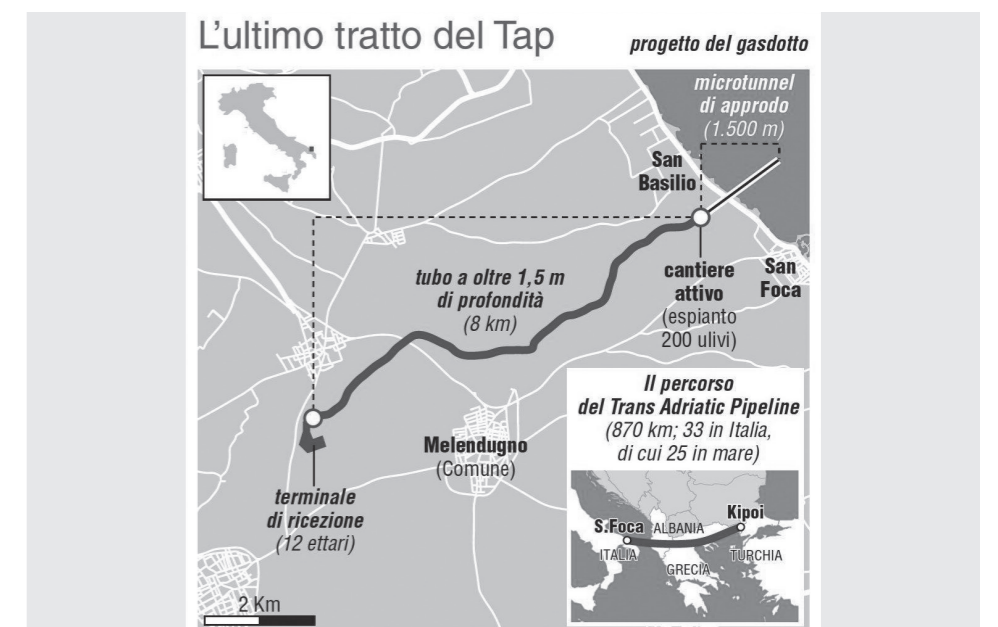 L'ultimo tratto del Tap
progetto del gasdotto
microtunnel
di approdo
(1.500 m)
San
Basilio
cantiere
attivo
(espianto
200 ulivi)
San
Foca
tubo a oltre 1,5 m
di profondità
(8 km)
Melendugno
(Comune)
terminale
di ricezione
(12 ettari)
2 Km
Il percorso
del Trans Adriatic Pipeline
(870 km; 33 in Italia,
di cui 25 in mare)
S.Foca
ALBANIA
Kipoi
ITALIA
GRECIA
TURCHIA